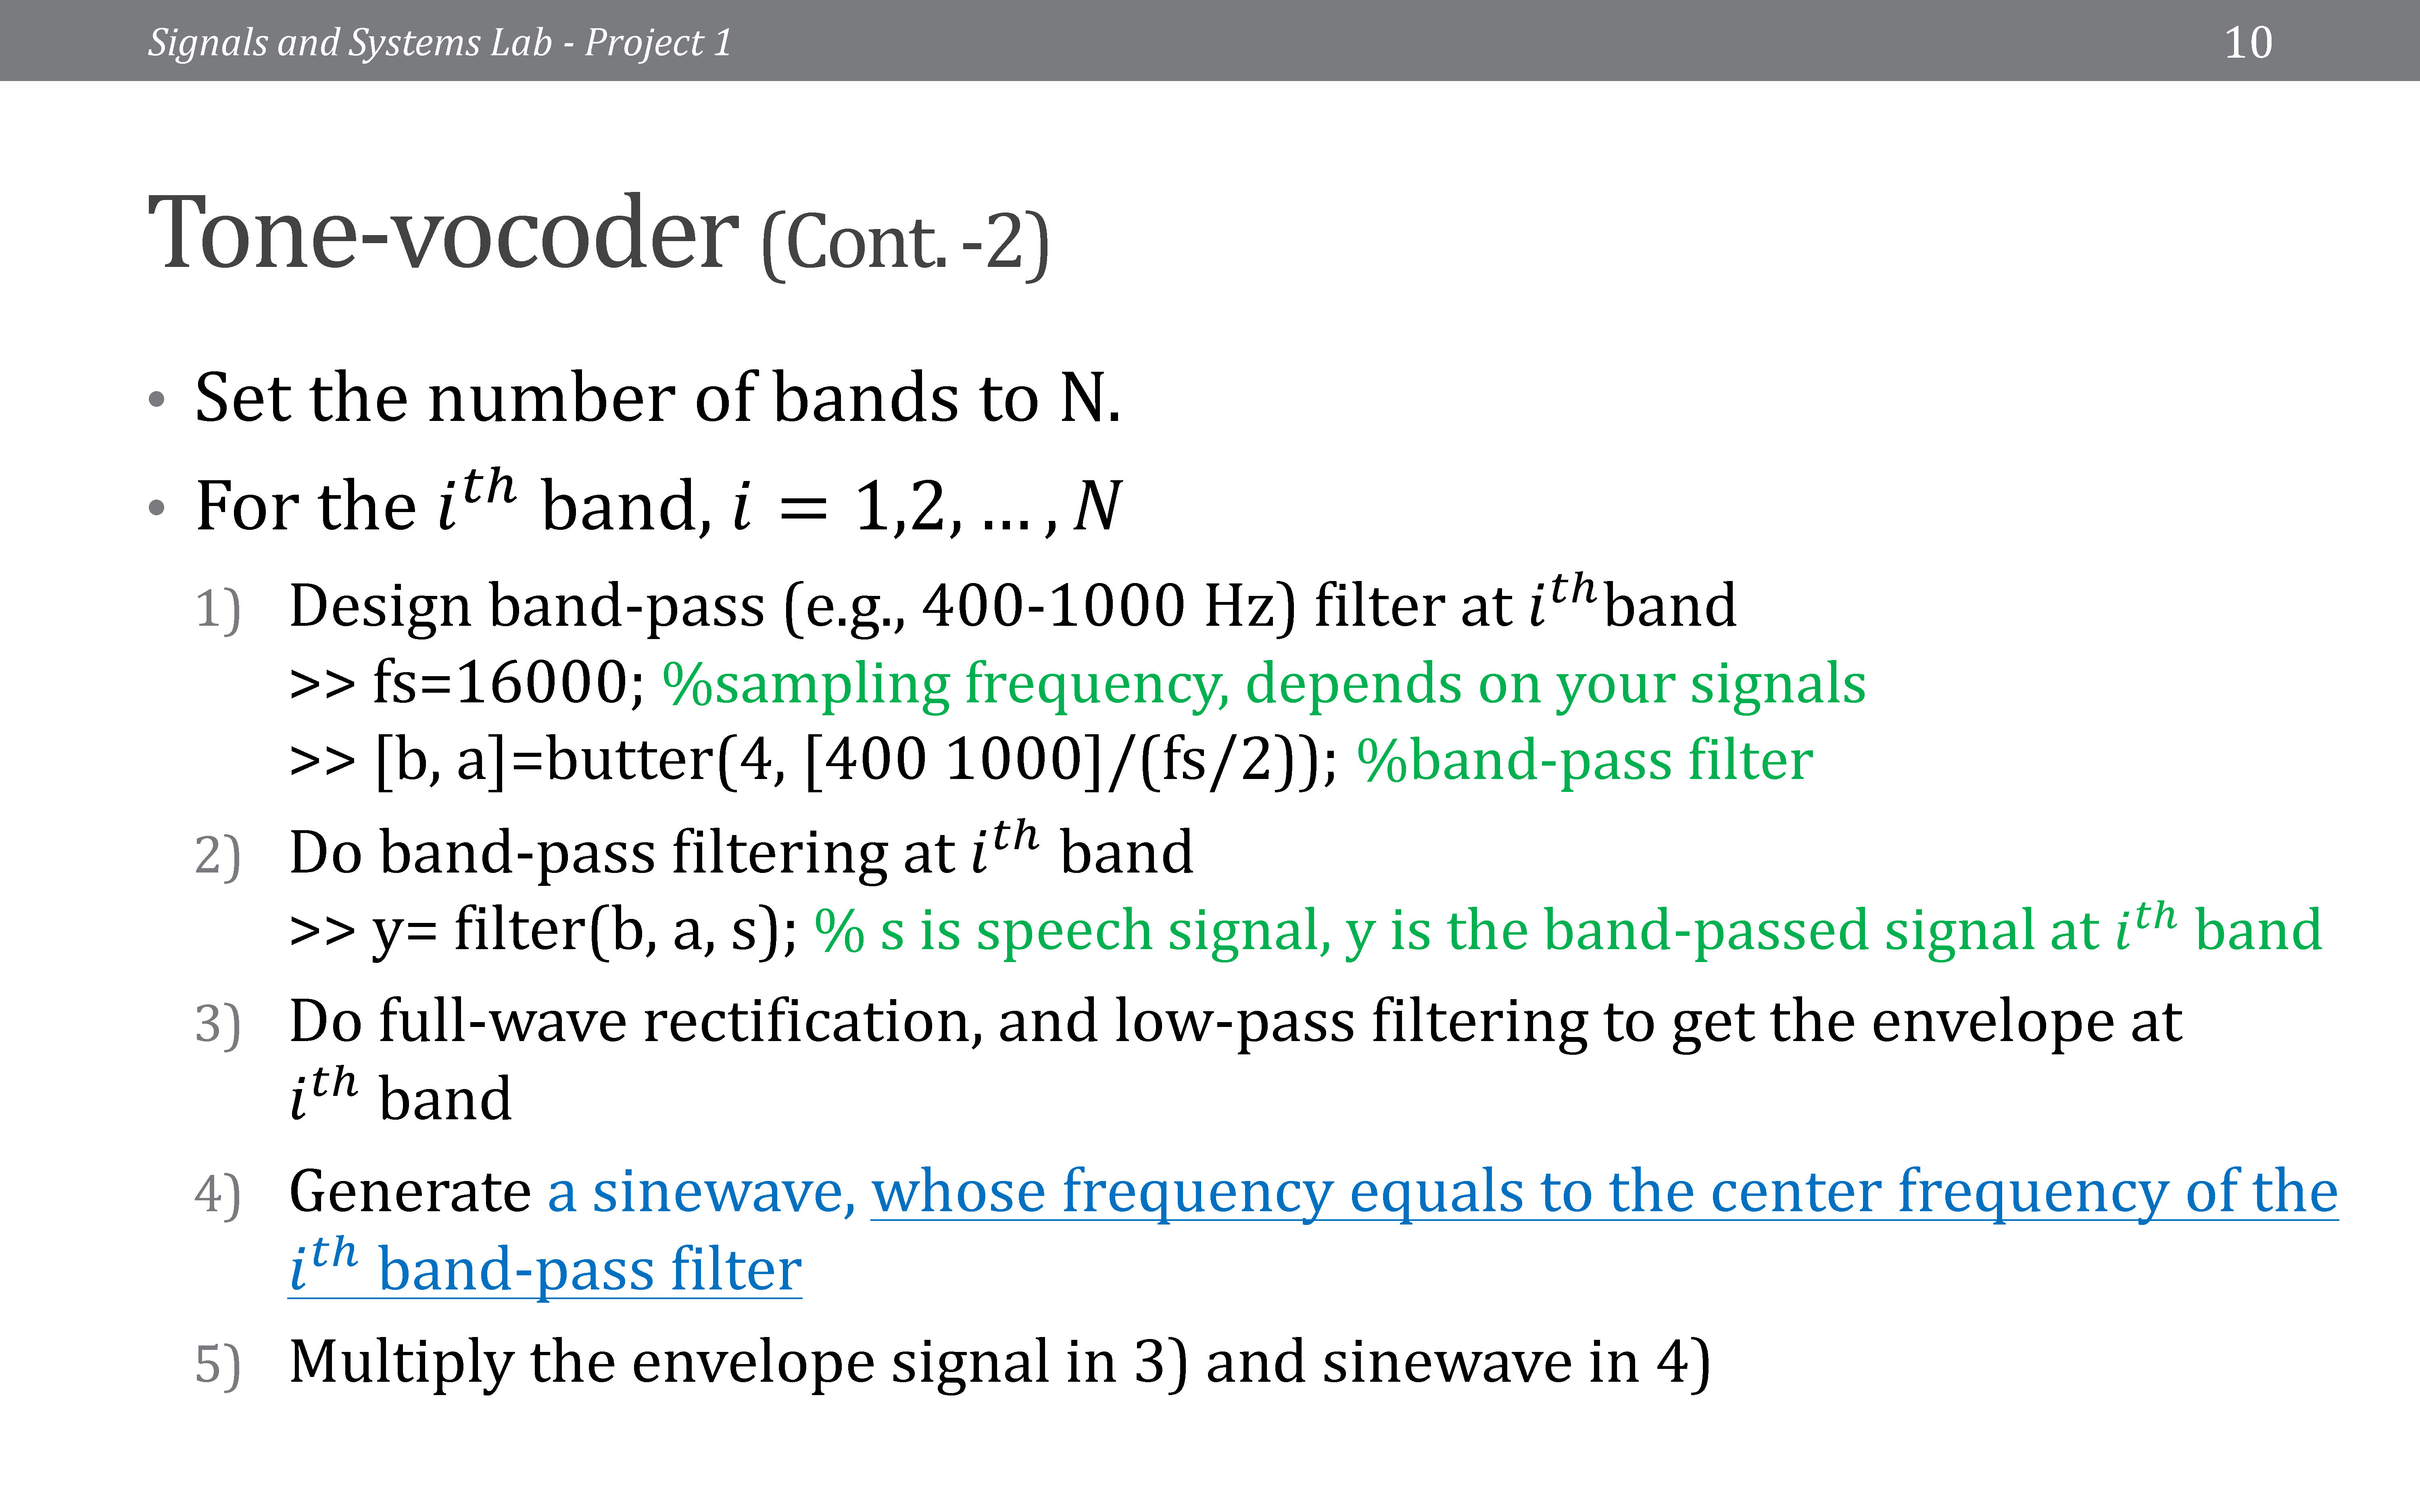 Signals and Systems Lab - Project 1
10
Tone-vocoder (Cont. -2)
• Set the number of bands to N.
• For the i^{th} band, i = 1,2, … , N
1) Design band-pass (e.g., 400-1000 Hz) filter at i^{th}band
>> fs=16000; %sampling frequency, depends on your signals
>> [b, a]=butter(4, [400 1000]/(fs/2)); %band-pass filter
2) Do band-pass filtering at i^{th} band
>> y= filter(b, a, s); % s is speech signal, y is the band-passed signal at i^{th} band
3) Do full-wave rectification, and low-pass filtering to get the envelope at
i^{th} band
4) Generate a sinewave, whose frequency equals to the center frequency of the
i^{th} band-pass filter
5) Multiply the envelope signal in 3) and sinewave in 4)